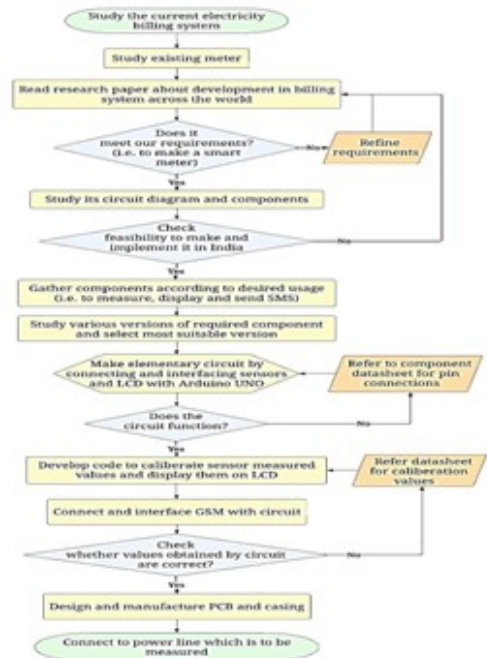 Study the current electricity
billing system
Study existing meter
Read research paper about development in billing
system across the world
Does it
meet our requirements?
(i.e. to make a smart
meter)
No
Refine
requirements
Yes
Study its circuit diagram and components
Check
feasibility to make and
implement it in India
No
Yes
Gather components according to desired usage
(i.e. to measure, display and send SMS)
Study various versions of required component
and select most suitable version
Make elementary circuit by
connecting and interfacing sensors
and LCD with Arduino UNO
Refer to component
datasheet for pin
connections
Does the
circuit function?
No
Yes
Develop code to caliberate sensor measured
values and display them on LCD
Refer datasheet
for caliberation
values
Connect and interface GSM with circuit
Check
whether values obtained by circuit
are correct?
No
Yes
Design and manufacture PCB and casing
Connect to power line which is to be
measured